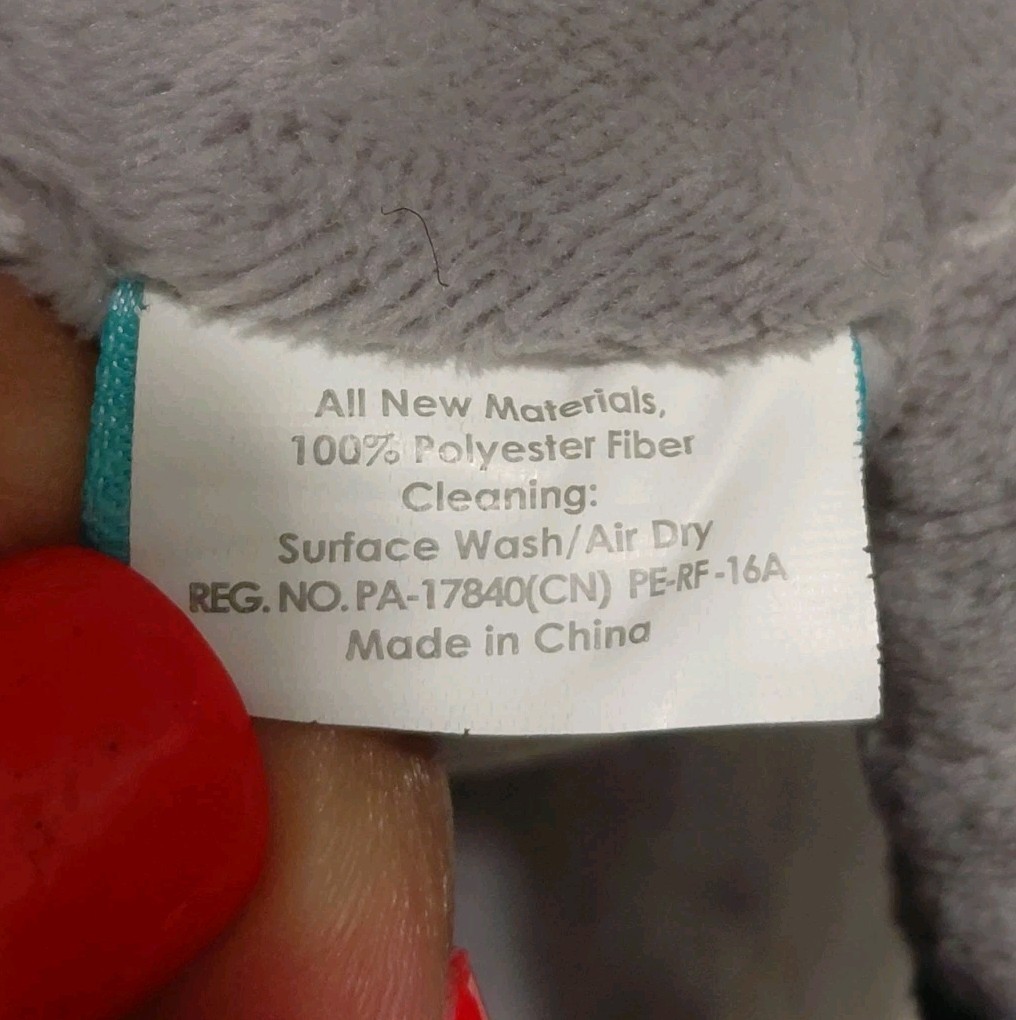 All New Materials,
100% Polyester Fiber
Cleaning:
Surface Wash/Air Dry
REG. NO. PA-17840(CN) PE-RF-16A
Made in China